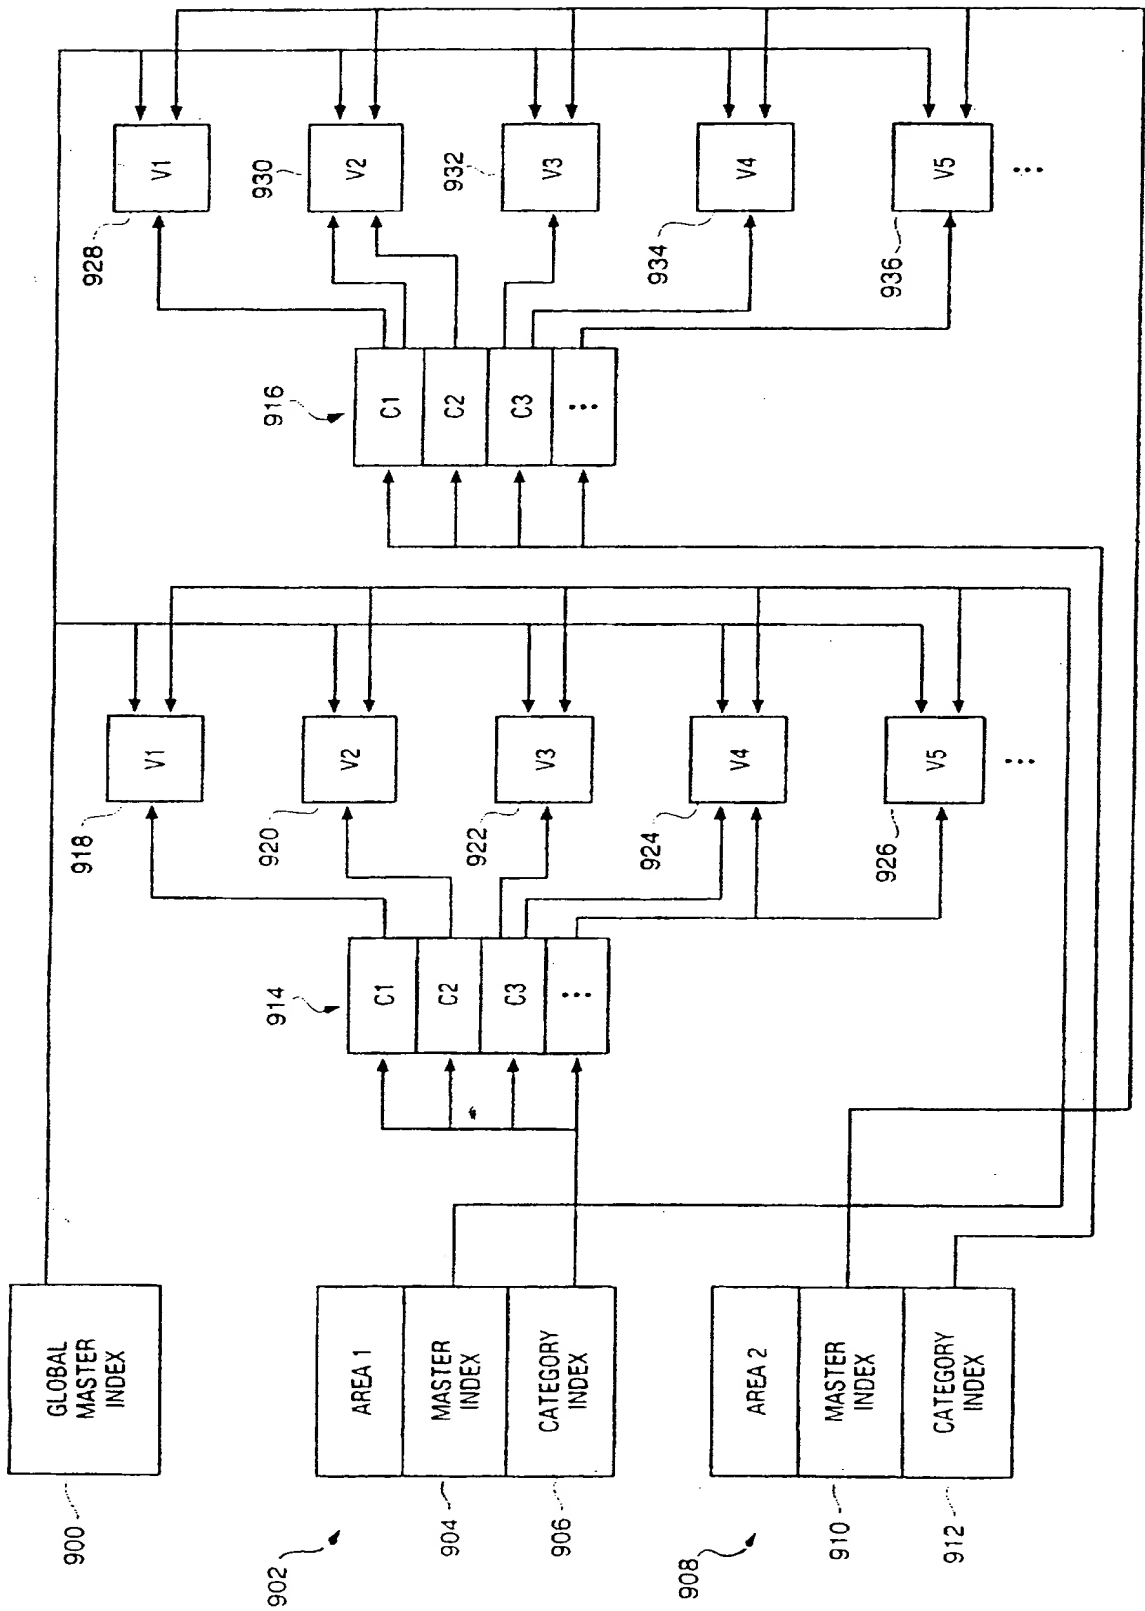 900
GLOBAL
MASTER
INDEX
902
AREA 1
904
MASTER
INDEX
906
CATEGORY
INDEX
908
AREA 2
910
MASTER
INDEX
912
CATEGORY
INDEX
914
C1
C2
C3
...
918
V1
920
V2
922
V3
924
V4
926
V5
...
916
C1
C2
C3
...
928
V1
930
V2
932
V3
934
V4
936
V5
...